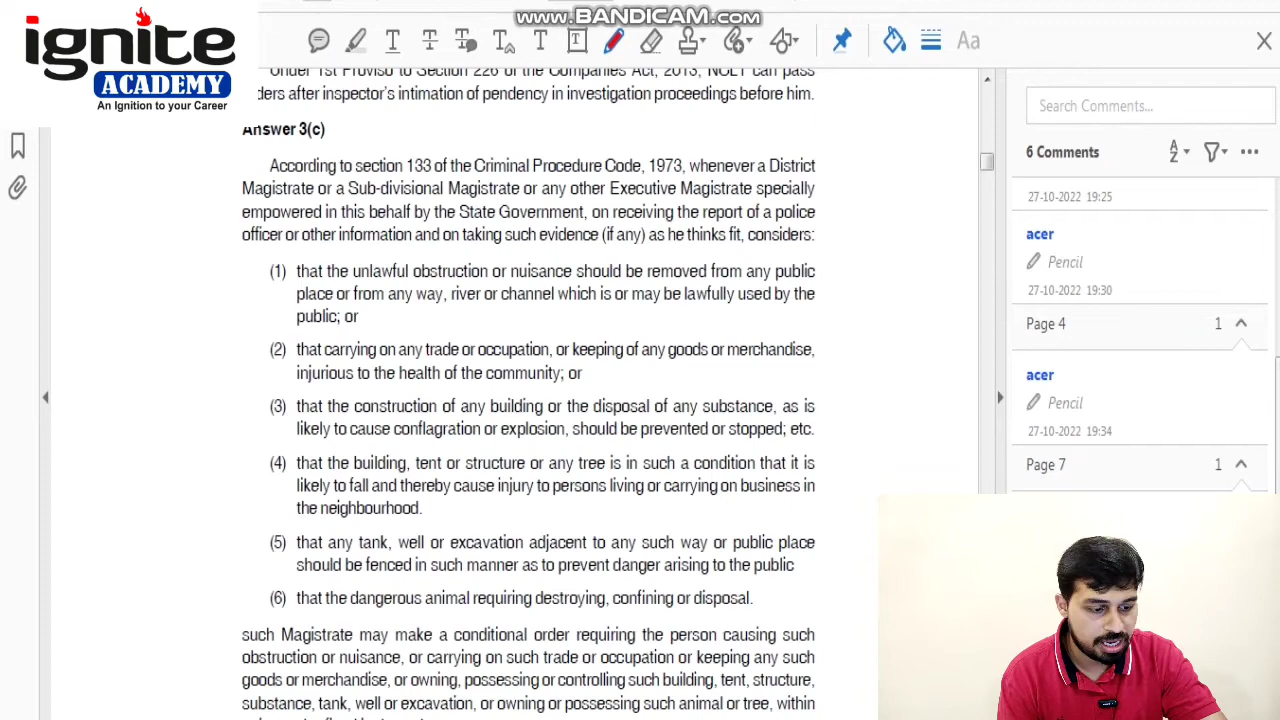 ignite
ACADEMY
An Ignition to your Career
www.BANDICAM.com
Under 1st Proviso to Section 226 of the Companies Act, 2013, NCLT can pass
ders after inspector's intimation of pendency in investigation proceedings before him.
Answer 3(c)
According to section 133 of the Criminal Procedure Code, 1973, whenever a District
Magistrate or a Sub-divisional Magistrate or any other Executive Magistrate specially
empowered in this behalf by the State Government, on receiving the report of a police
officer or other information and on taking such evidence (if any) as he thinks fit, considers:
(1) that the unlawful obstruction or nuisance should be removed from any public
place or from any way, river or channel which is or may be lawfully used by the
public; or
(2) that carrying on any trade or occupation, or keeping of any goods or merchandise,
injurious to the health of the community; or
(3) that the construction of any building or the disposal of any substance, as is
likely to cause conflagration or explosion, should be prevented or stopped; etc.
(4) that the building, tent or structure or any tree is in such a condition that it is
likely to fall and thereby cause injury to persons living or carrying on business in
the neighbourhood.
(5) that any tank, well or excavation adjacent to any such way or public place
should be fenced in such manner as to prevent danger arising to the public
(6) that the dangerous animal requiring destroying, confining or disposal.
such Magistrate may make a conditional order requiring the person causing such
obstruction or nuisance, or carrying on such trade or occupation or keeping any such
goods or merchandise, or owning, possessing or controlling such building, tent, structure,
substance, tank, well or excavation, or owning or possessing such animal or tree, within
Search Comments...
6 Comments
27-10-2022 19:25
acer
Pencil
27-10-2022 19:30
Page 4 1
acer
Pencil
27-10-2022 19:34
Page 7 1